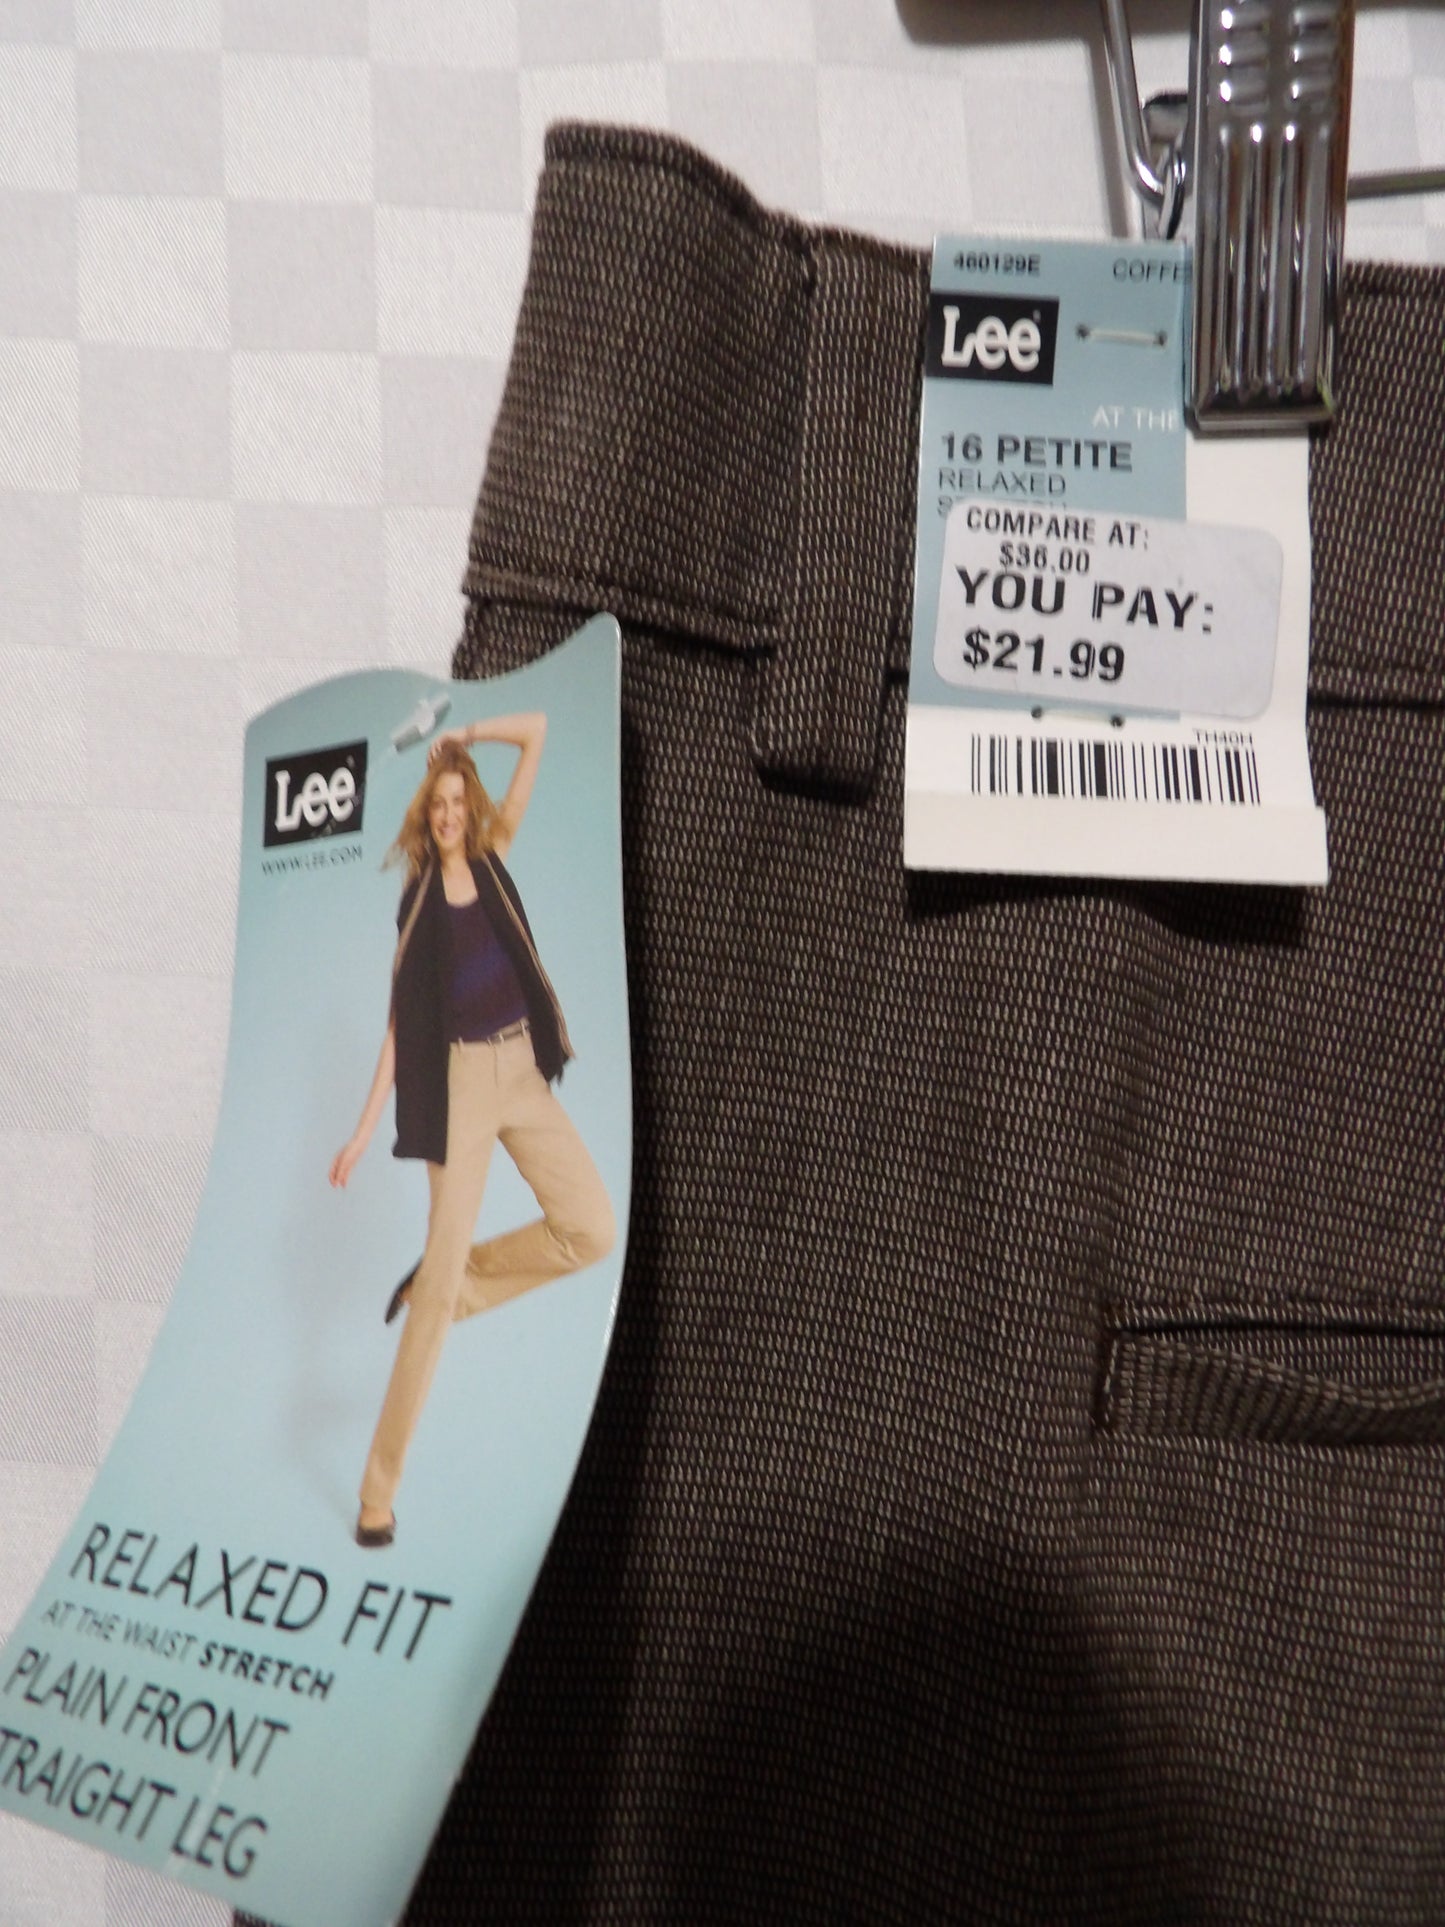 460129E
Lee
AT THE
16 PETITE
RELAXED
COMPARE AT:
$36.00
YOU PAY:
$21.99
TH40H
Lee
WWW.LEE.COM
RELAXED FIT
AT THE WAIST STRETCH
PLAIN FRONT
TRAIGHT LEG